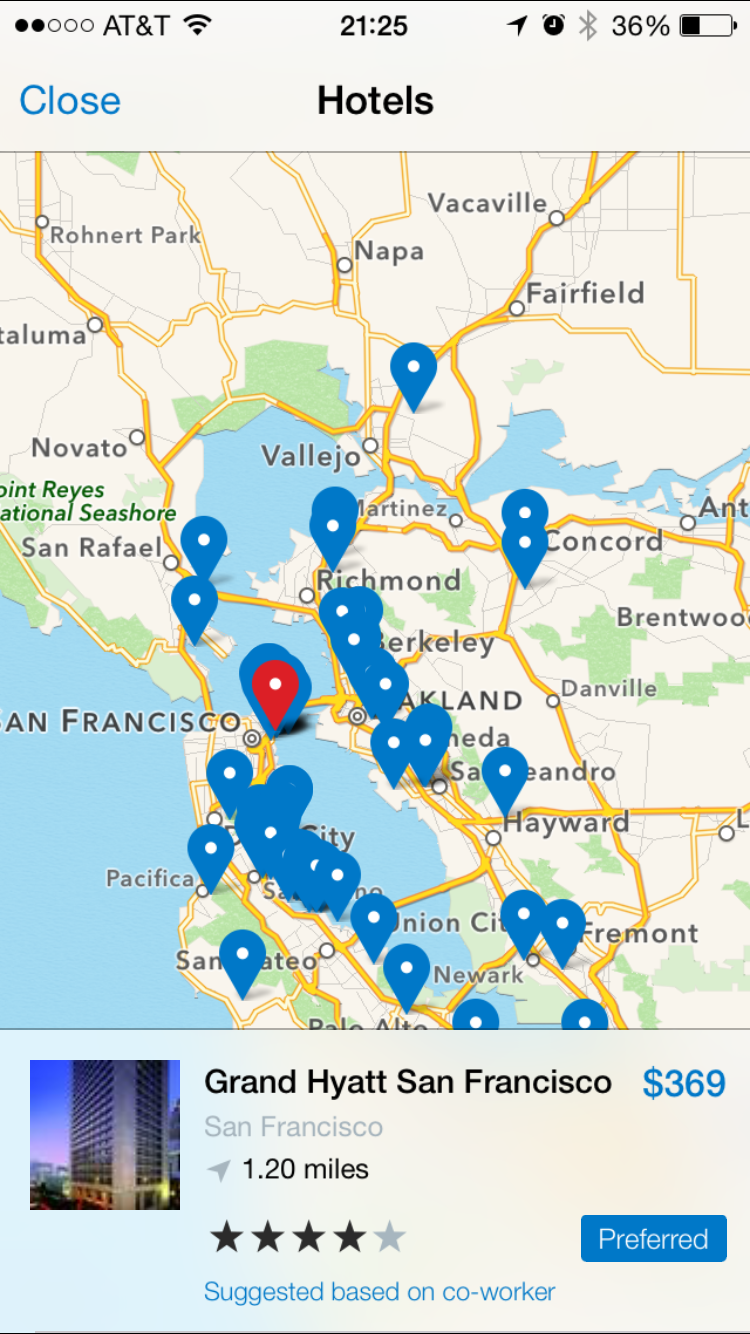 AT&T 21:25 36%
Close Hotels
Vacaville
Rohnert Park
Napa
Fairfield
taluma
Novato
Vallejo
oint Reyes
ational Seashore
Martinez
Ant
San Rafael
Concord
Richmond
Brentwoo
Berkeley
Danville
AN FRANCISCO
AKLAND
meda
Sa eandro
Hayward
L
D City
Pacifica
Sa no
Union Cit
Fremont
San ateo
Newark
Palo Alto
Grand Hyatt San Francisco $369
San Francisco
1.20 miles
Preferred
Suggested based on co-worker